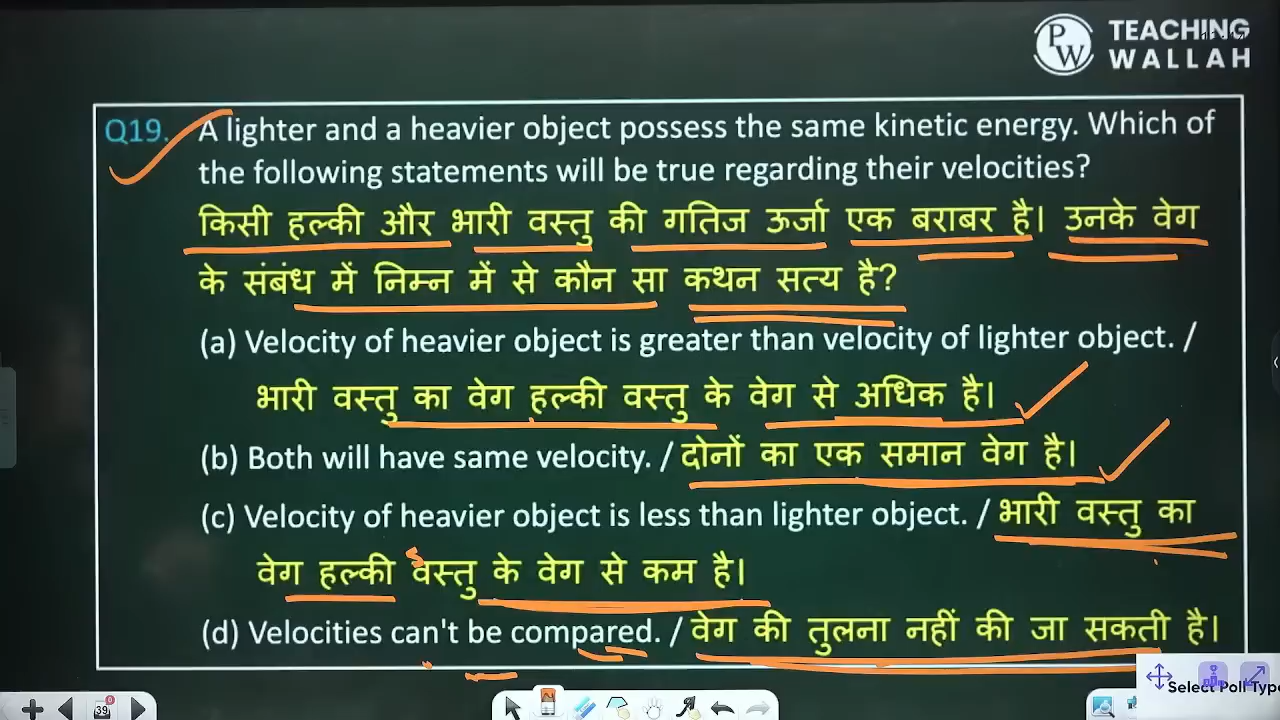 PW TEACHING
WALLAH
Q19. A lighter and a heavier object possess the same kinetic energy. Which of
the following statements will be true regarding their velocities?
किसी हल्की और भारी वस्तु की गतिज ऊर्जा एक बराबर है। उनके वेग
के संबंध में निम्न में से कौन सा कथन सत्य है?
(a) Velocity of heavier object is greater than velocity of lighter object. /
भारी वस्तु का वेग हल्की वस्तु के वेग से अधिक है।
(b) Both will have same velocity. / दोनों का एक समान वेग है।
(c) Velocity of heavier object is less than lighter object. / भारी वस्तु का
वेग हल्की वस्तु के वेग से कम है।
(d) Velocities can't be compared. / वेग की तुलना नहीं की जा सकती है।
Select Poll Type
39